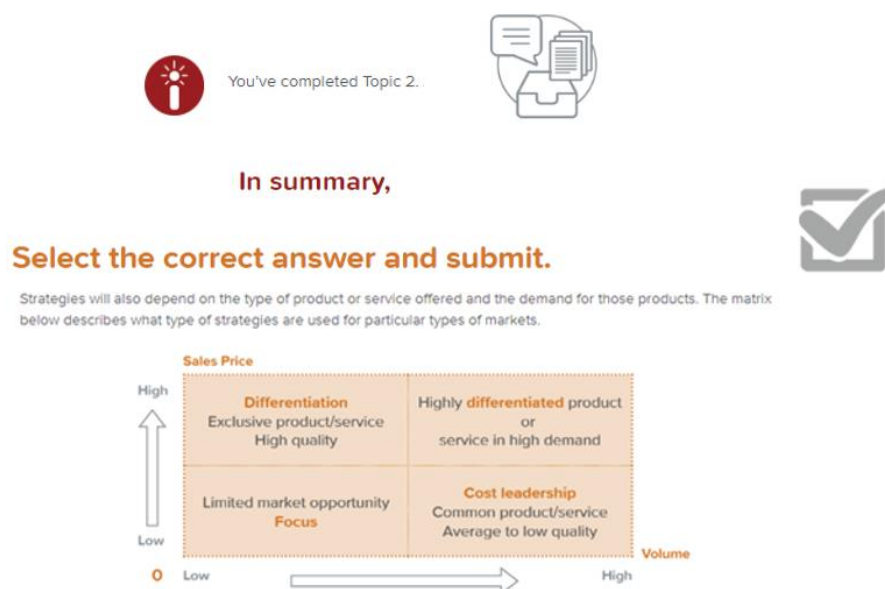 You've completed Topic 2.
In summary,
Select the correct answer and submit.
Strategies will also depend on the type of product or service offered and the demand for those products. The matrix
below describes what type of strategies are used for particular types of markets.
Sales Price
High
Differentiation
Exclusive product/service
High quality
Highly differentiated product
or
service in high demand
Limited market opportunity
Focus
Cost leadership
Common product/service
Average to low quality
Low
Volume
0 Low High